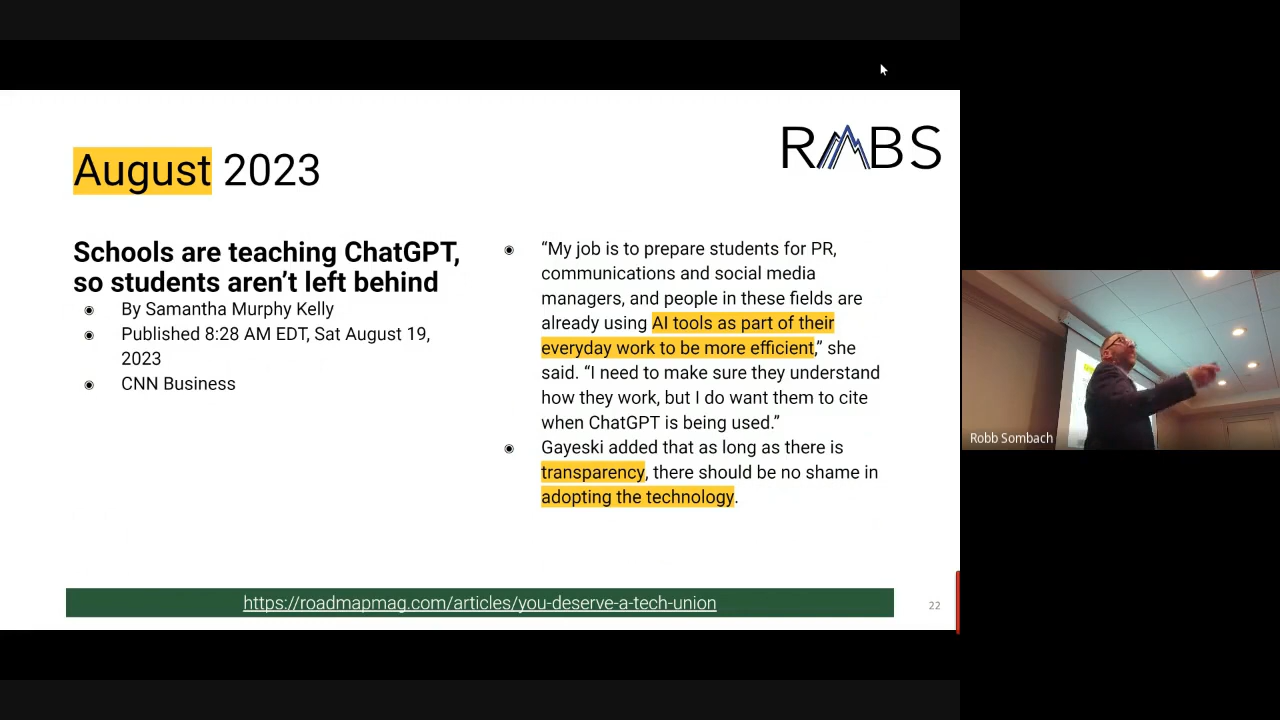 RMBS
August 2023
Schools are teaching ChatGPT,
so students aren’t left behind
◉ By Samantha Murphy Kelly
◉ Published 8:28 AM EDT, Sat August 19,
2023
◉ CNN Business
◉ “My job is to prepare students for PR,
communications and social media
managers, and people in these fields are
already using AI tools as part of their
everyday work to be more efficient,” she
said. “I need to make sure they understand
how they work, but I do want them to cite
when ChatGPT is being used.”
◉ Gayeski added that as long as there is
transparency, there should be no shame in
adopting the technology.
https://roadmapmag.com/articles/you-deserve-a-tech-union
22
Robb Sombach